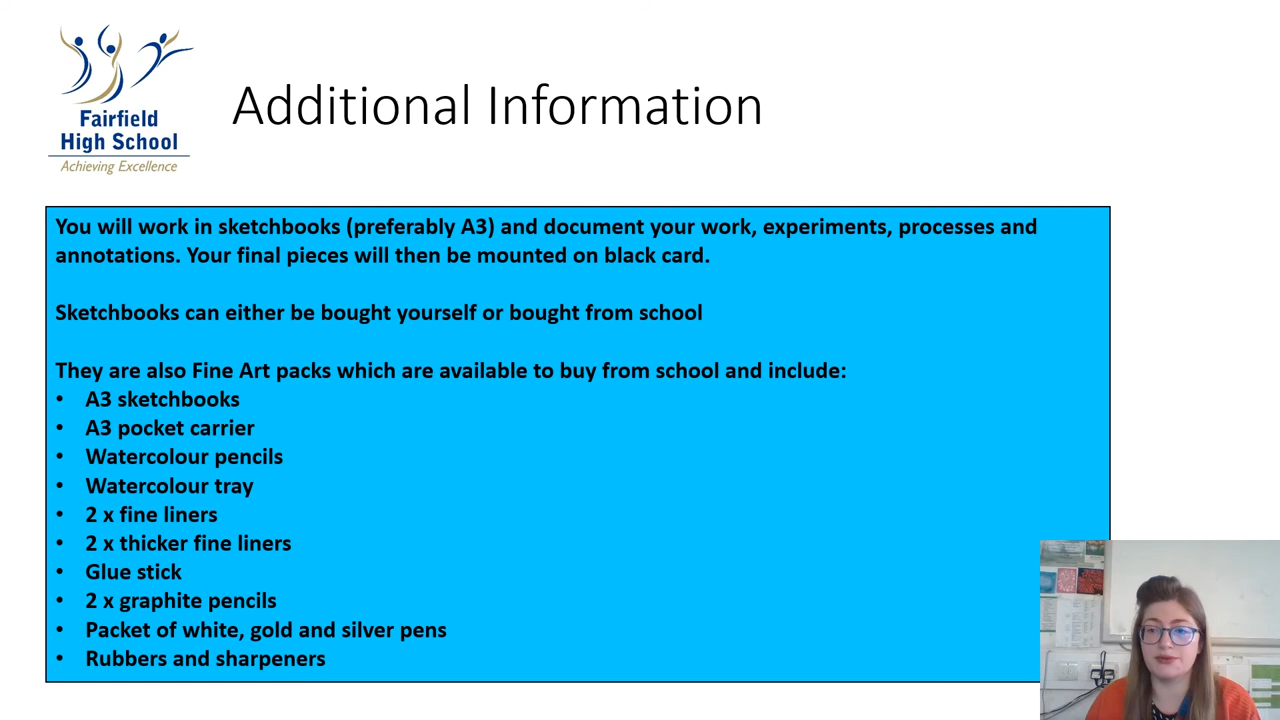 Fairfield
High School
Achieving Excellence
Additional Information
You will work in sketchbooks (preferably A3) and document your work, experiments, processes and
annotations. Your final pieces will then be mounted on black card.
Sketchbooks can either be bought yourself or bought from school
They are also Fine Art packs which are available to buy from school and include:
• A3 sketchbooks
• A3 pocket carrier
• Watercolour pencils
• Watercolour tray
• 2 x fine liners
• 2 x thicker fine liners
• Glue stick
• 2 x graphite pencils
• Packet of white, gold and silver pens
• Rubbers and sharpeners